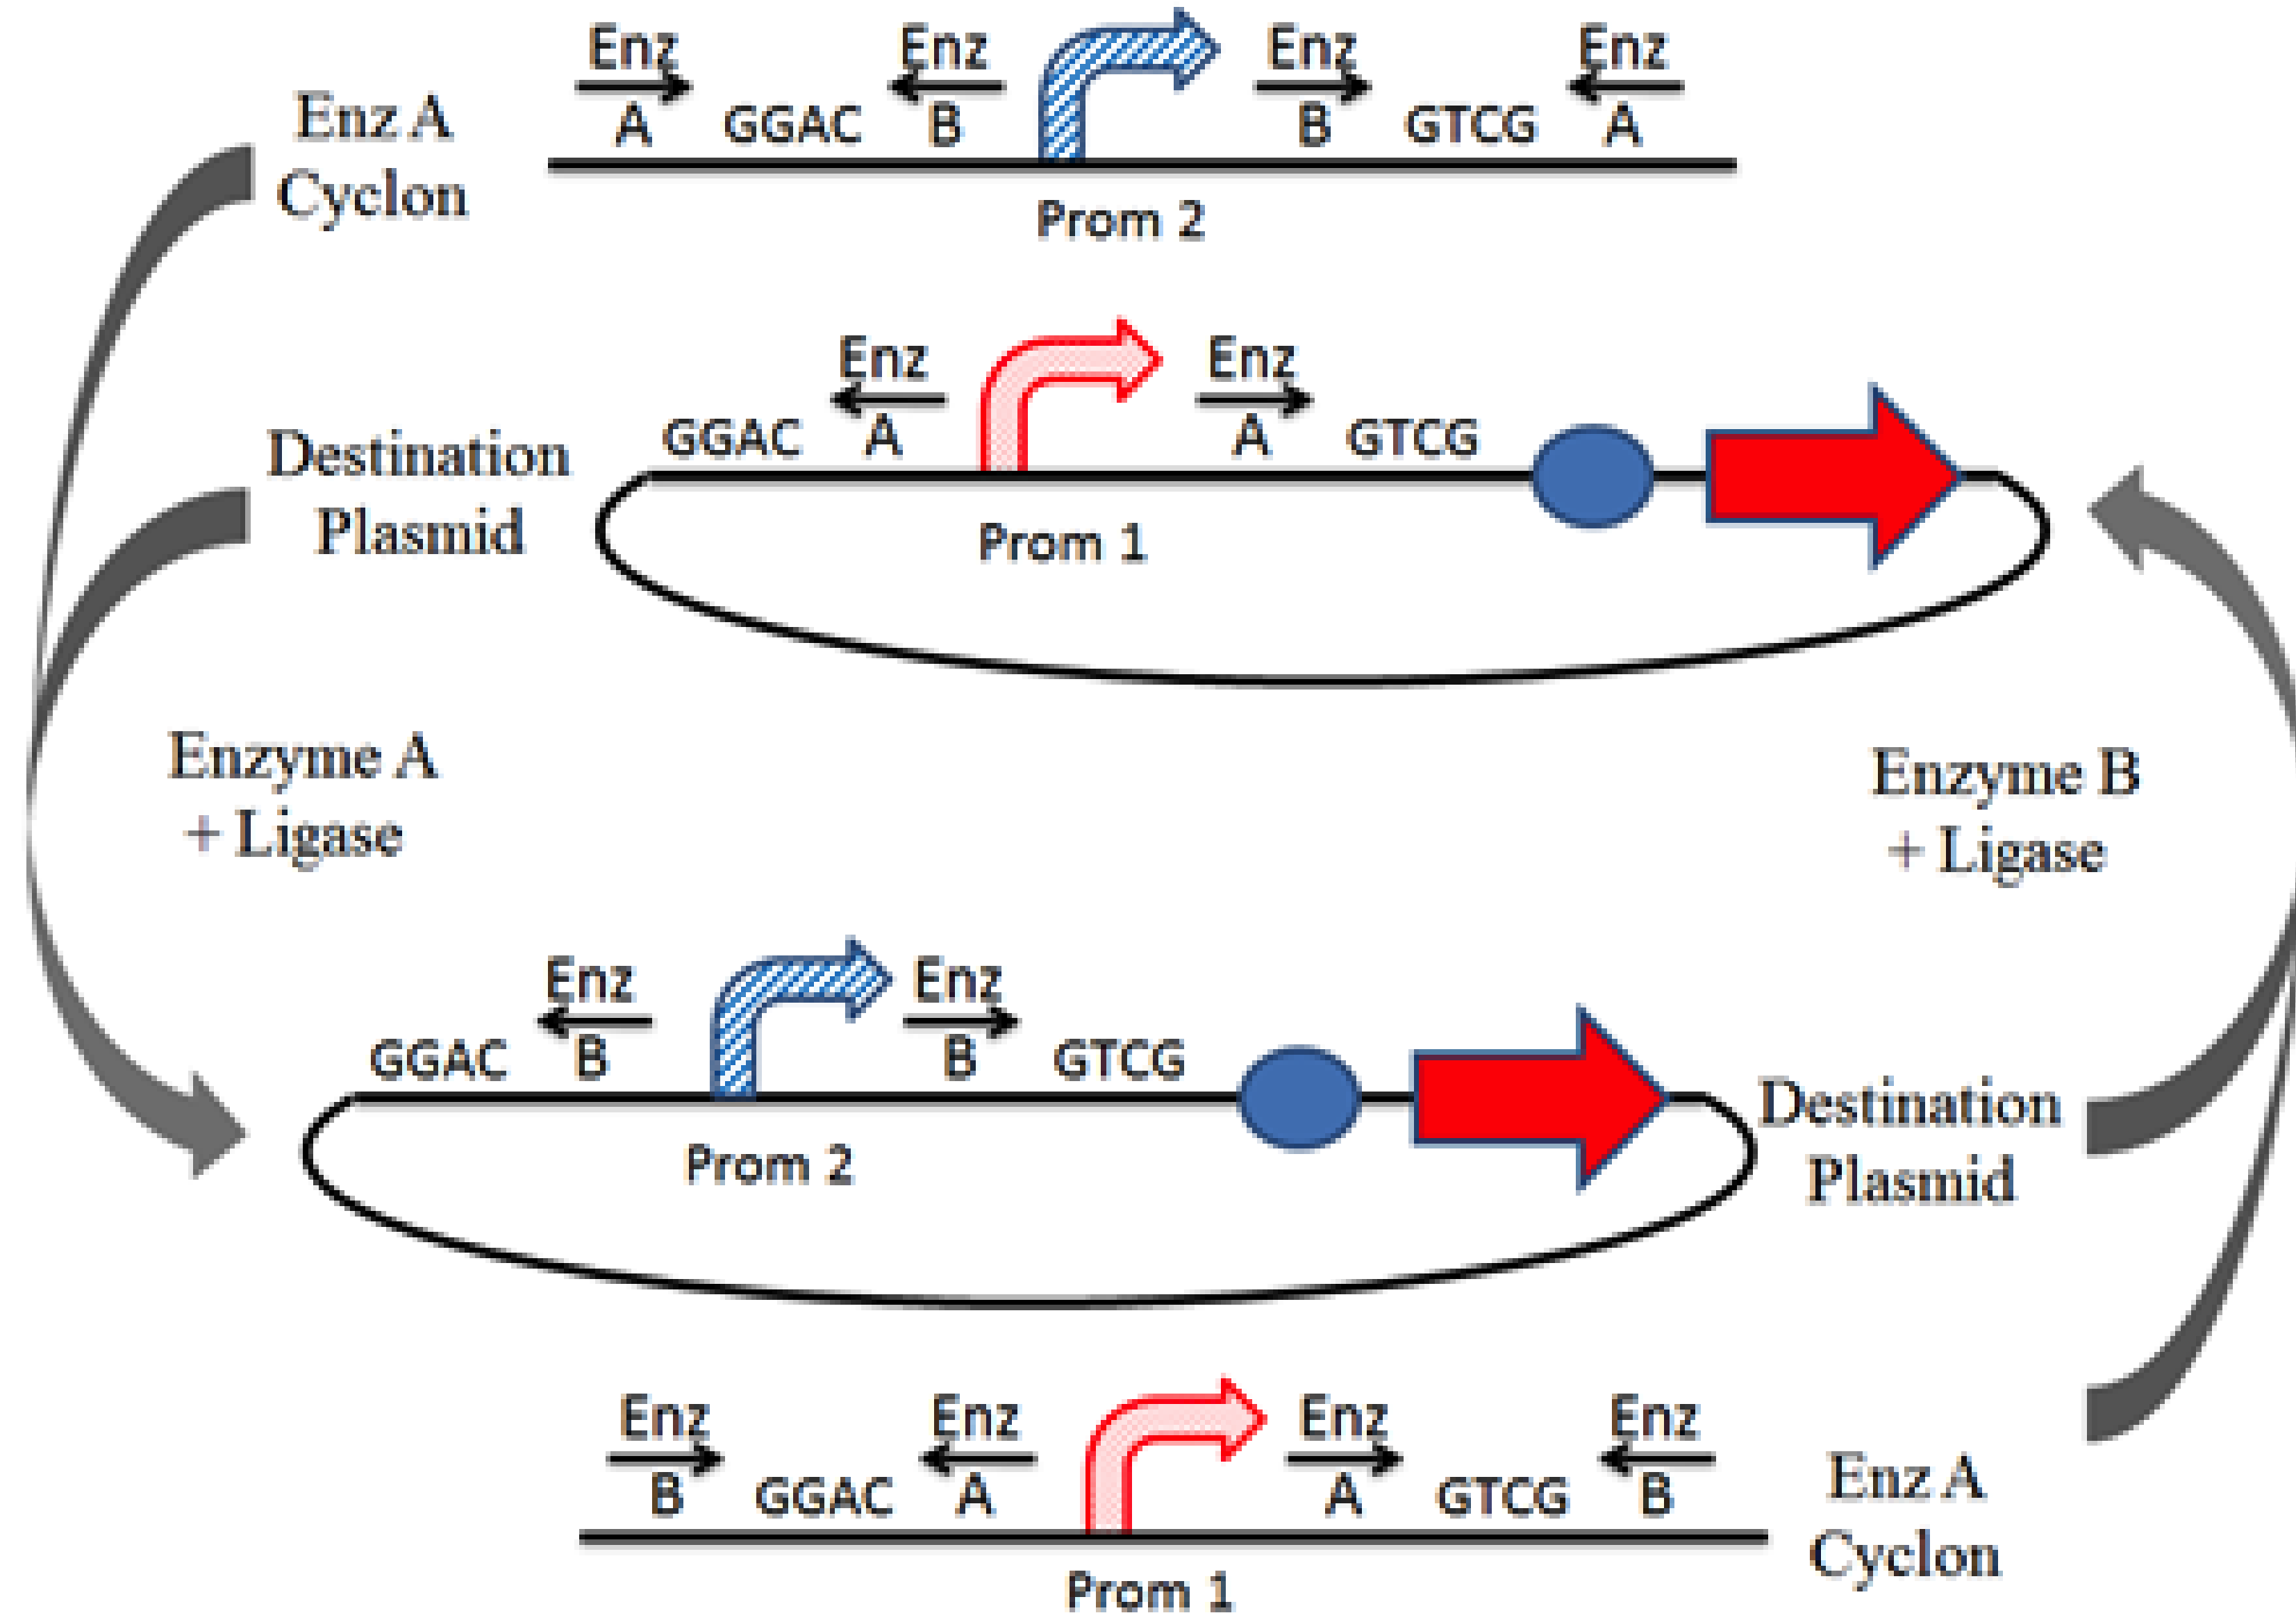 Enz Enz Enz Enz
A GGAC B B GTCG A
Enz A
Cyclon
Prom 2
Enz Enz
GGAC A A GTCG
Destination
Plasmid
Prom 1
Enzyme A
+ Ligase
Enzyme B
+ Ligase
Enz Enz
GGAC B B GTCG
Prom 2
Destination
Plasmid
Enz Enz Enz Enz
B GGAC A A GTCG B
Enz A
Cyclon
Prom 1